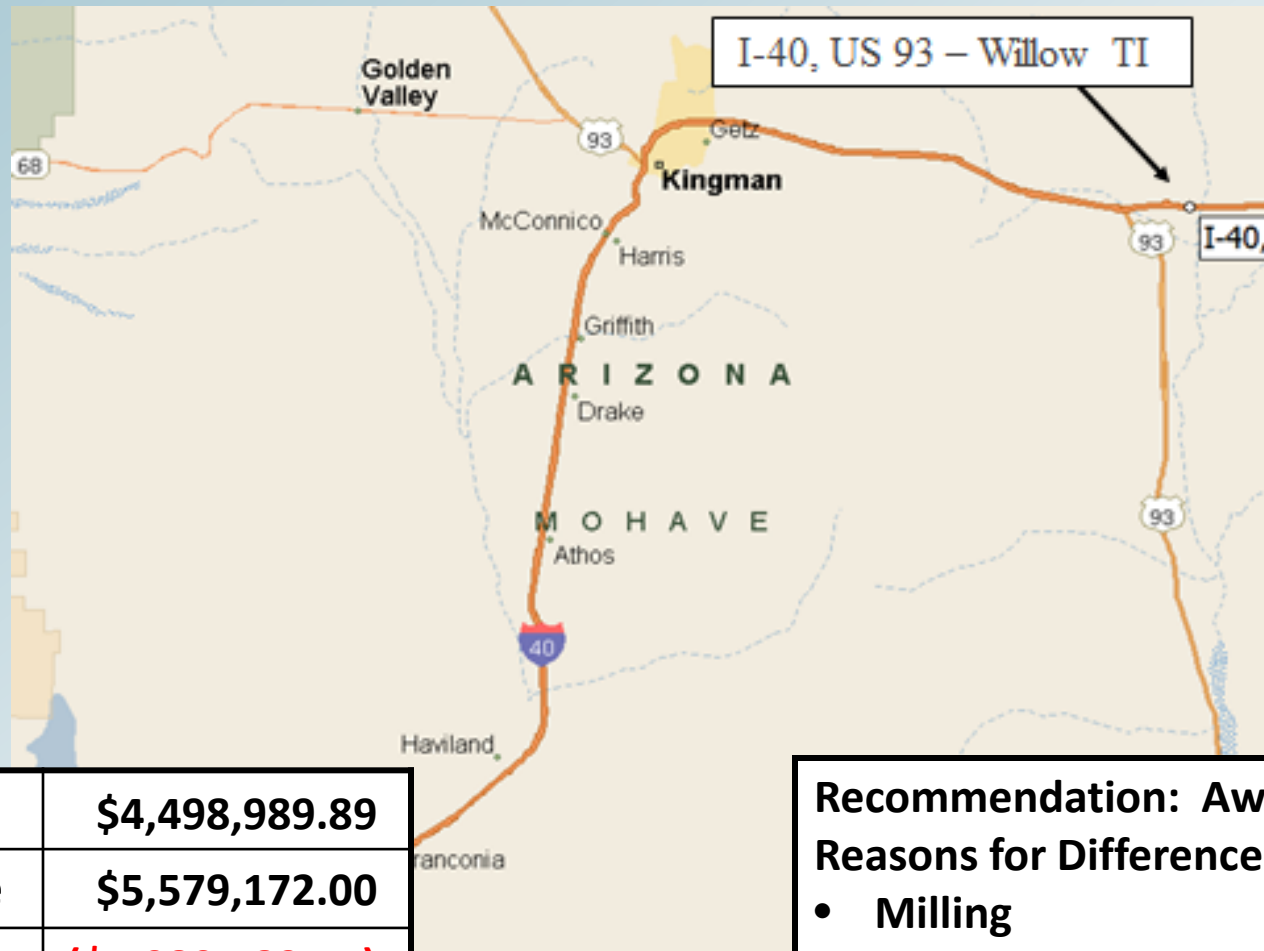 I-40, US 93 – Willow TI
Golden
Valley
93
Getz
68
Kingman
McConnico
93
I-40,
Harris
Griffith
ARIZONA
Drake
93
MOHAVE
Athos
40
Haviland
$4,498,989.89
ranconia
$5,579,172.00
Recommendation: Aw
Reasons for Difference
• Milling